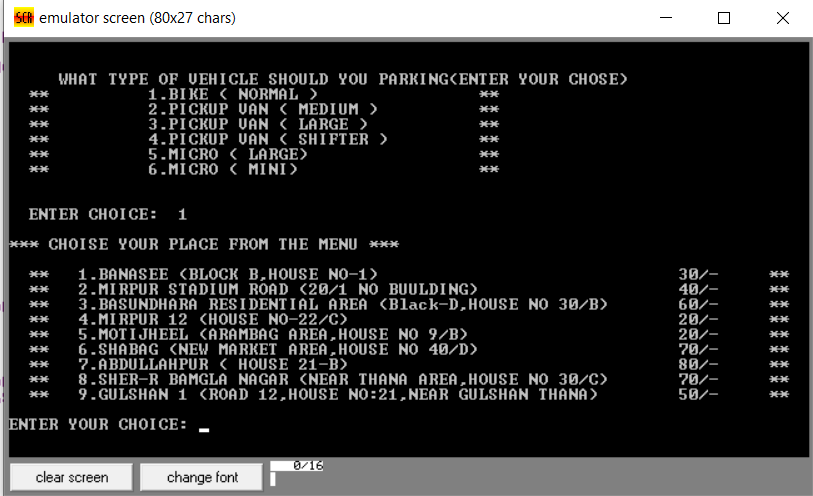 SCR emulator screen (80x27 chars)
WHAT TYPE OF VEHICLE SHOULD YOU PARKING(ENTER YOUR CHOSE)
** 1.BIKE ( NORMAL ) **
** 2.PICKUP VAN ( MEDIUM ) **
** 3.PICKUP VAN ( LARGE ) **
** 4.PICKUP VAN ( SHIFTER ) **
** 5.MICRO ( LARGE) **
** 6.MICRO ( MINI) **
ENTER CHOICE: 1
*** CHOISE YOUR PLACE FROM THE MENU ***
** 1.BANASEE (BLOCK B,HOUSE NO-1) 30/- **
** 2.MIRPUR STADIUM ROAD (20/1 NO BUULDING) 40/- **
** 3.BASUNDHARA RESIDENTIAL AREA (Black-D,HOUSE NO 30/B) 60/- **
** 4.MIRPUR 12 (HOUSE NO-22/C) 20/- **
** 5.MOTIJHEEL (ARAMBAG AREA,HOUSE NO 9/B) 20/- **
** 6.SHABAG (NEW MARKET AREA,HOUSE NO 40/D) 70/- **
** 7.ABDULLAHPUR ( HOUSE 21-B) 80/- **
** 8.SHER-R BAMGLA NAGAR (NEAR THANA AREA,HOUSE NO 30/C) 70/- **
** 9.GULSHAN 1 (ROAD 12,HOUSE NO:21,NEAR GULSHAN THANA) 50/- **
ENTER YOUR CHOICE: _
clear screen change font 0/16